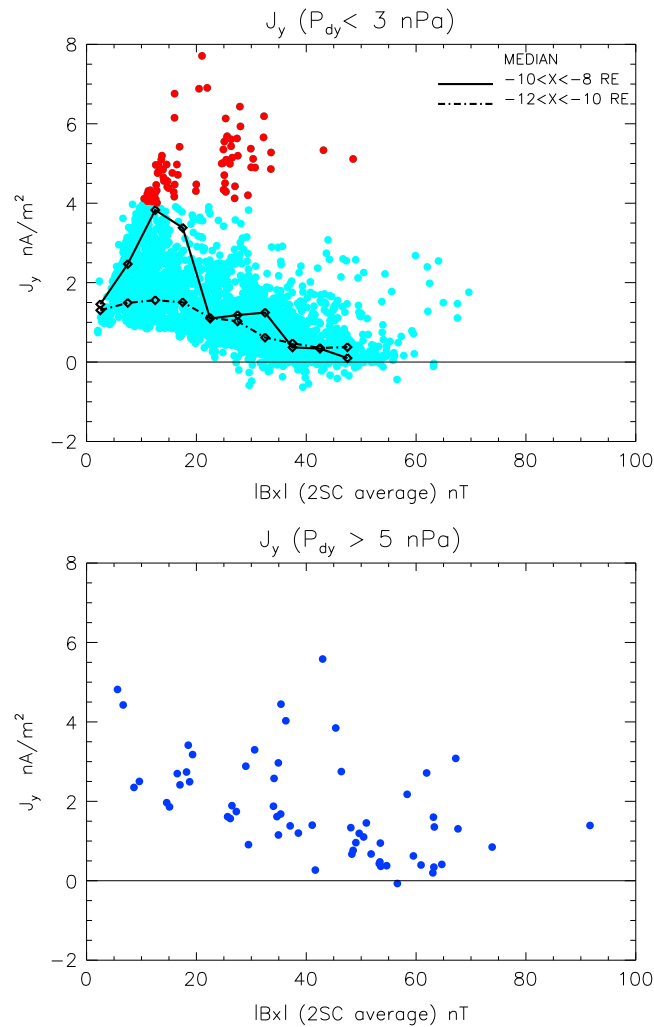 J_y (P_dy< 3 nPa)
MEDIAN
−10<X<−8 RE
−12<X<−10 RE
8
6
4
2
0
−2
J_y nA/m²
0 20 40 60 80 100
|Bx| (2SC average) nT
J_y (P_dy > 5 nPa)
8
6
4
2
0
−2
J_y nA/m²
0 20 40 60 80 100
|Bx| (2SC average) nT